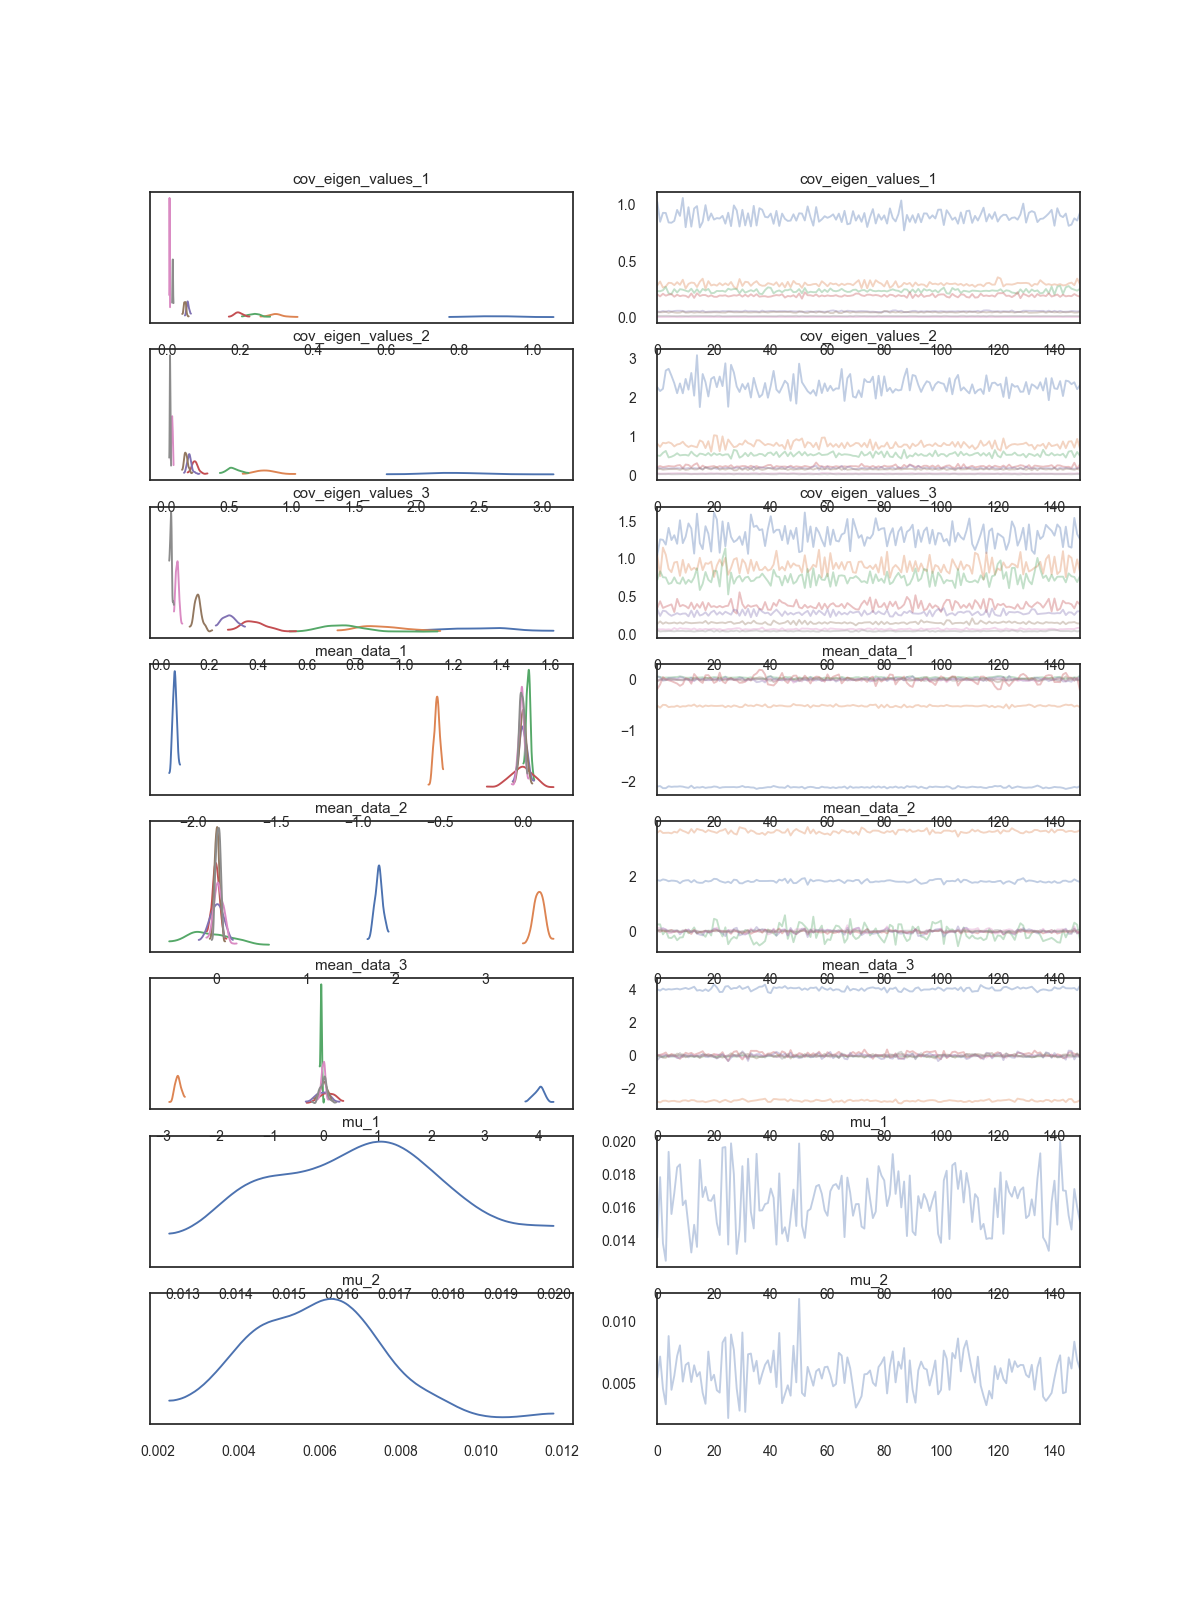 cov_eigen_values_1 cov_eigen_values_1
1.0
0.5
0.0
0.0 0.2 0.4 0.6 0.8 1.0 0 20 40 60 80 100 120 140
cov_eigen_values_2 cov_eigen_values_2
3
2
1
0
0.0 0.5 1.0 1.5 2.0 2.5 3.0 0 20 40 60 80 100 120 140
cov_eigen_values_3 cov_eigen_values_3
1.5
1.0
0.5
0.0
0.0 0.2 0.4 0.6 0.8 1.0 1.2 1.4 1.6 0 20 40 60 80 100 120 140
mean_data_1 mean_data_1
0
−1
−2
−2.0 −1.5 −1.0 −0.5 0.0 0 20 40 60 80 100 120 140
mean_data_2 mean_data_2
2
0
0 1 2 3 0 20 40 60 80 100 120 140
mean_data_3 mean_data_3
4
2
0
−2
−3 −2 −1 0 1 2 3 4 0 20 40 60 80 100 120 140
mu_1 mu_1
0.020
0.018
0.016
0.014
0.013 0.014 0.015 0.016 0.017 0.018 0.019 0.020 0 20 40 60 80 100 120 140
mu_2 mu_2
0.010
0.005
0.002 0.004 0.006 0.008 0.010 0.012 0 20 40 60 80 100 120 140